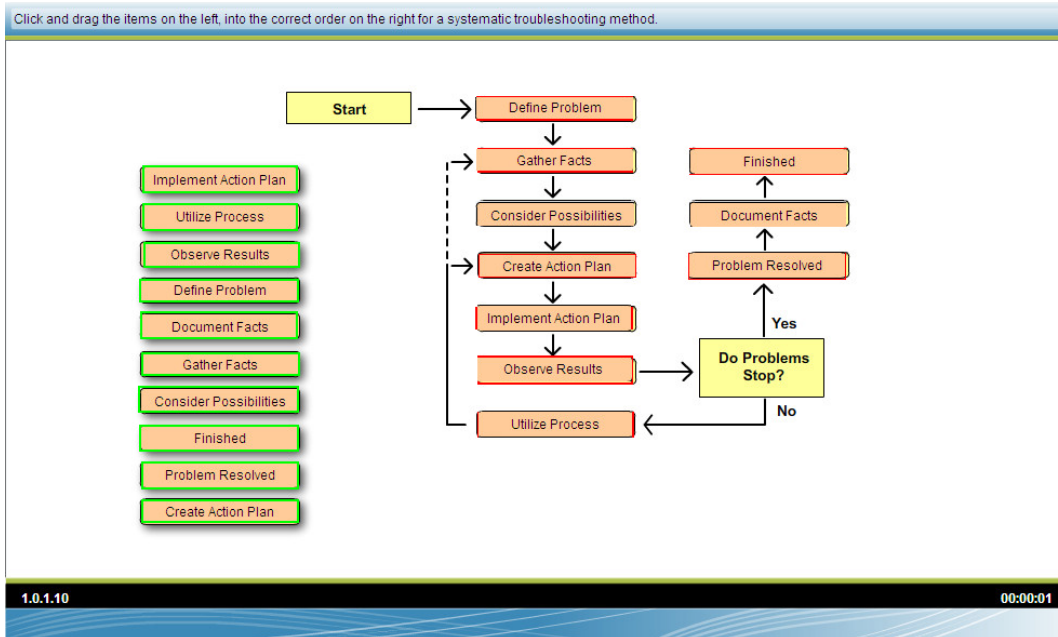 Click and drag the items on the left, into the correct order on the right for a systematic troubleshooting method.
Start
Define Problem
Gather Facts
Consider Possibilities
Create Action Plan
Implement Action Plan
Observe Results
Utilize Process
Finished
Document Facts
Problem Resolved
Yes
Do Problems
Stop?
No
Implement Action Plan
Utilize Process
Observe Results
Define Problem
Document Facts
Gather Facts
Consider Possibilities
Finished
Problem Resolved
Create Action Plan
1.0.1.10
00:00:01